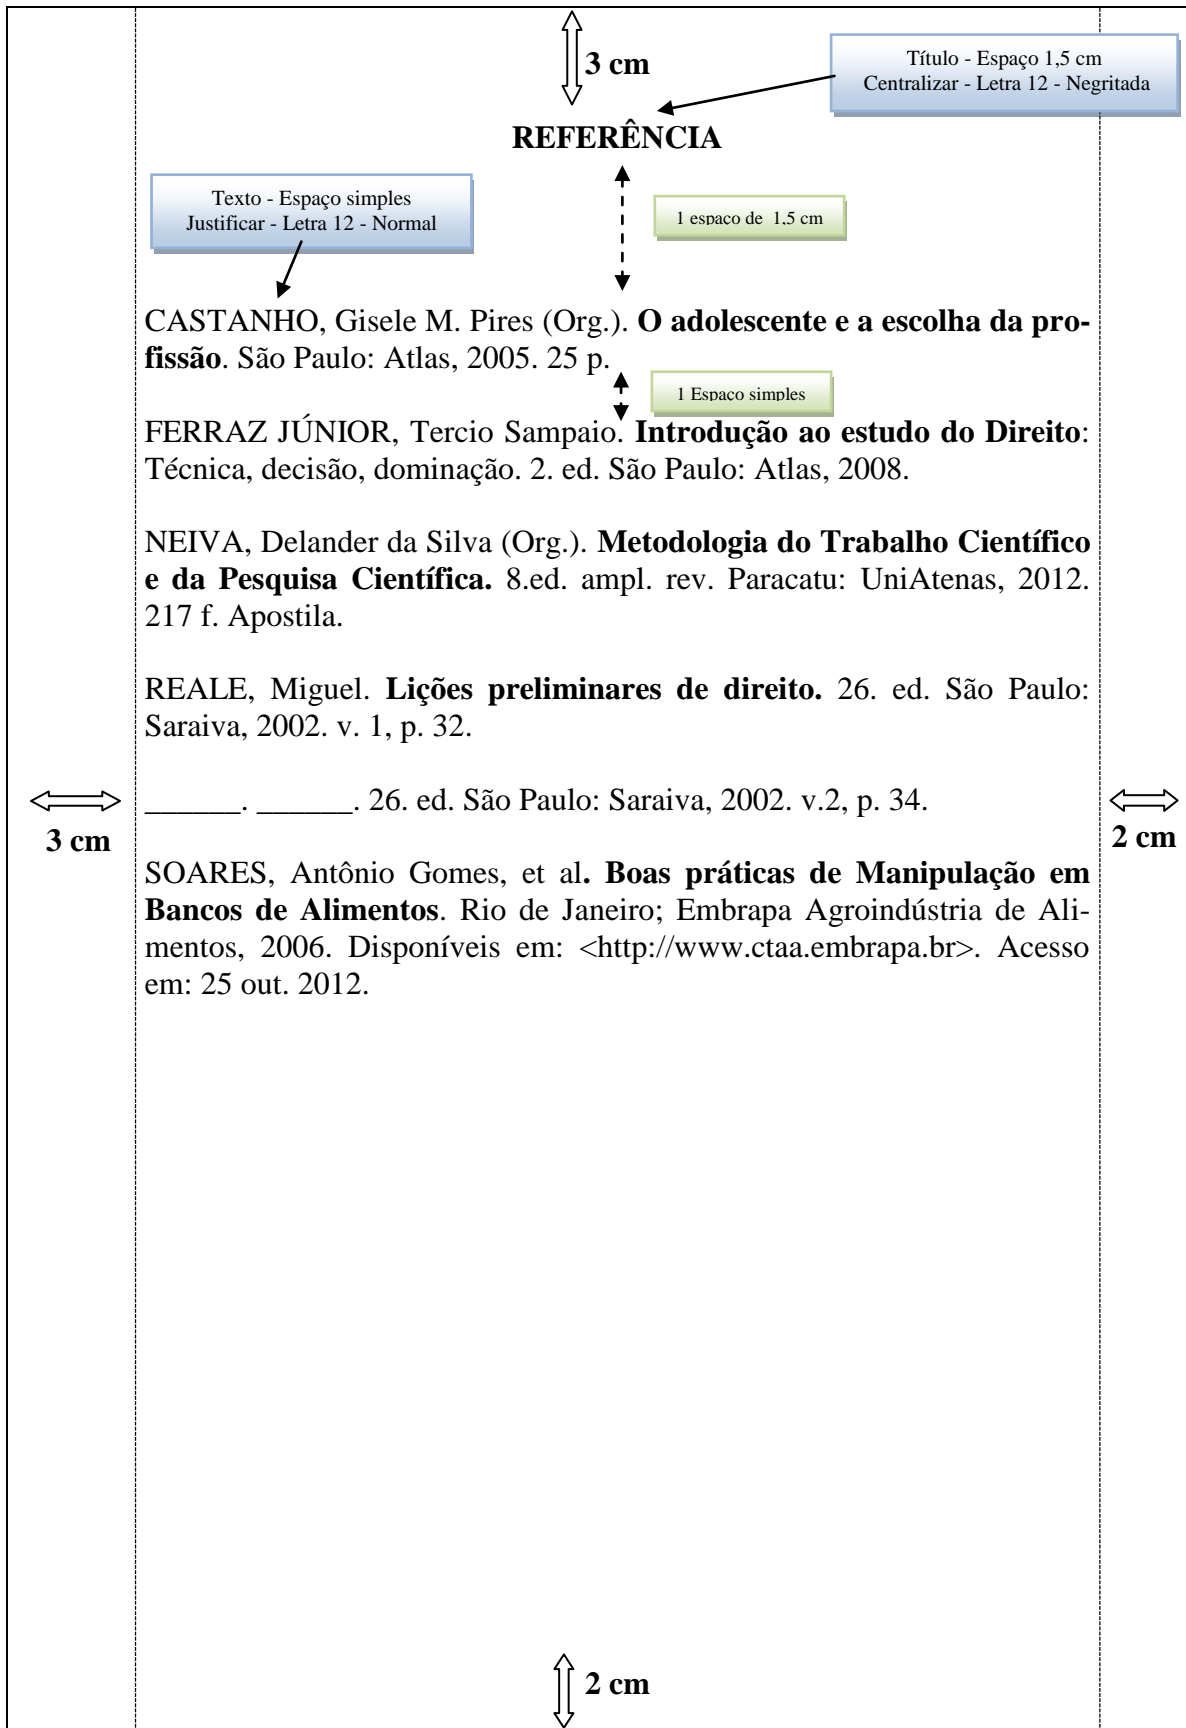 3 cm
Título - Espaço 1,5 cm
Centralizar - Letra 12 - Negritada
REFERÊNCIA
Texto - Espaço simples
Justificar - Letra 12 - Normal
1 espaço de 1,5 cm
CASTANHO, Gisele M. Pires (Org.). O adolescente e a escolha da pro-
fissão. São Paulo: Atlas, 2005. 25 p.
1 Espaço simples
FERRAZ JÚNIOR, Tercio Sampaio. Introdução ao estudo do Direito:
Técnica, decisão, dominação. 2. ed. São Paulo: Atlas, 2008.
NEIVA, Delander da Silva (Org.). Metodologia do Trabalho Científico
e da Pesquisa Científica. 8.ed. ampl. rev. Paracatu: UniAtenas, 2012.
217 f. Apostila.
REALE, Miguel. Lições preliminares de direito. 26. ed. São Paulo:
Saraiva, 2002. v. 1, p. 32.
______. ______. 26. ed. São Paulo: Saraiva, 2002. v.2, p. 34.
3 cm
2 cm
SOARES, Antônio Gomes, et al. Boas práticas de Manipulação em
Bancos de Alimentos. Rio de Janeiro; Embrapa Agroindústria de Ali-
mentos, 2006. Disponíveis em: <http://www.ctaa.embrapa.br>. Acesso
em: 25 out. 2012.
2 cm